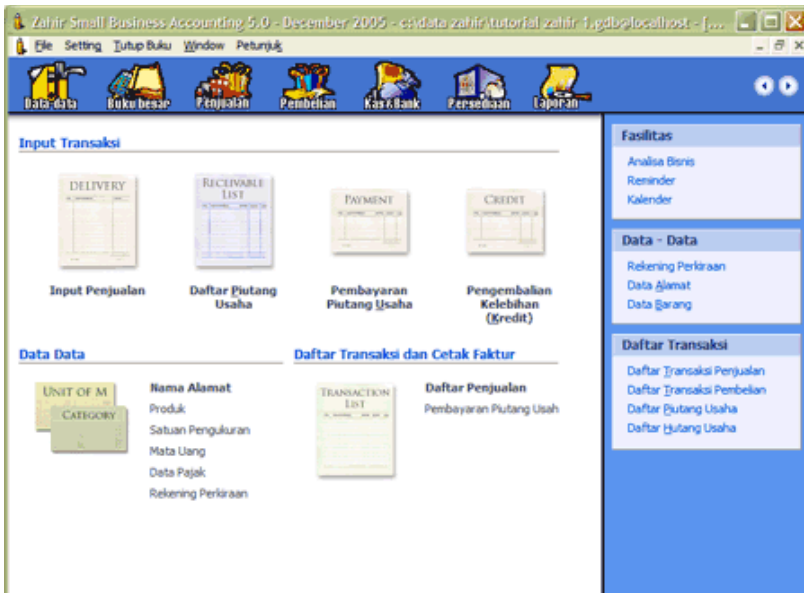 Zahir Small Business Accounting 5.0 - December 2005 - c:\data zahir\tutorial zahir 1.gdb@localhost - [...
File Setting Tutup Buku Window Petunjuk
Data-data Buku besar Penjualan Pembelian Kas & Bank Persediaan Laporan
Input Transaksi
DELIVERY
RECEIVABLE
LIST
PAYMENT
CREDIT
Input Penjualan
Daftar Piutang
Usaha
Pembayaran
Piutang Usaha
Pengembalian
Kelebihan
(Kredit)
Data Data
UNIT OF M
CATEGORY
Nama Alamat
Produk
Satuan Pengukuran
Mata Uang
Data Pajak
Rekening Perkiraan
Daftar Transaksi dan Cetak Faktur
TRANSACTION
LIST
Daftar Penjualan
Pembayaran Piutang Usah
Fasilitas
Analisa Bisnis
Reminder
Kalender
Data - Data
Rekening Perkiraan
Data Alamat
Data Barang
Daftar Transaksi
Daftar Transaksi Penjualan
Daftar Transaksi Pembelian
Daftar Piutang Usaha
Daftar Hutang Usaha